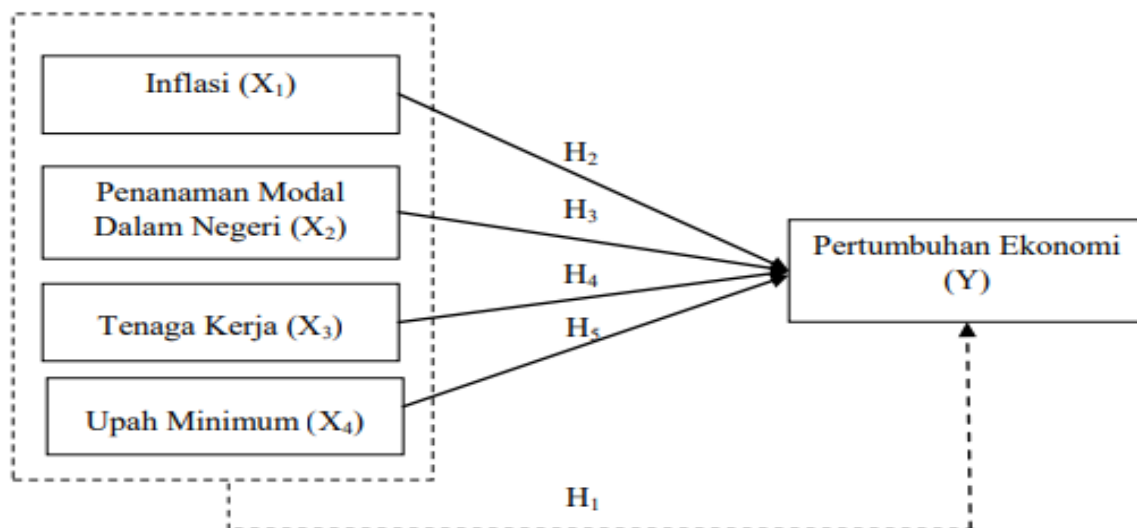 Inflasi (X₁)
Penanaman Modal
Dalam Negeri (X₂)
Tenaga Kerja (X₃)
Upah Minimum (X₄)
H₂
H₃
H₄
H₅
H₁
Pertumbuhan Ekonomi
(Y)